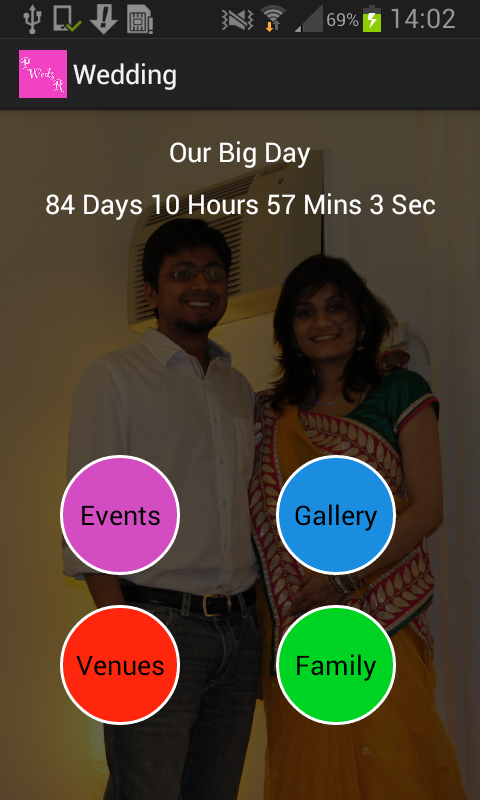 69% 14:02
P
Weds
R
Wedding
Our Big Day
84 Days 10 Hours 57 Mins 3 Sec
Events Gallery
Venues Family